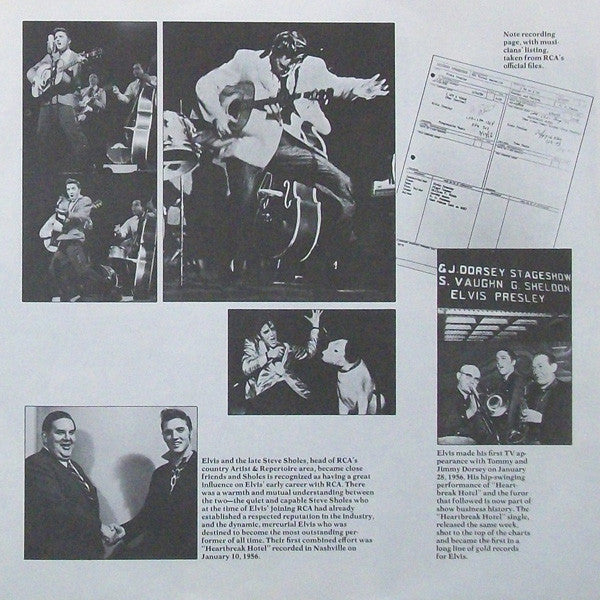 Note recording
page, with musi-
cians' listing,
taken from RCA's
official files.
& J. DORSEY STAGESHOW
S. VAUGHN G. SHELDON
ELVIS PRESLEY
Elvis and the late Steve Sholes, head of RCA's
country Artist & Repertoire area, became close
friends and Sholes is recognized as having a great
influence on Elvis' early career with RCA. There
was a warmth and mutual understanding between
the two—the quiet and capable Steve Sholes who
at the time of Elvis' joining RCA had already
established a respected reputation in the industry,
and the dynamic, mercurial Elvis who was
destined to become the most outstanding per-
former of all time. Their first combined effort was
"Heartbreak Hotel" recorded in Nashville on
January 10, 1956.
Elvis made his first TV ap-
pearance with Tommy and
Jimmy Dorsey on January
28, 1956. His hip-swinging
performance of "Heart-
break Hotel" and the furor
that followed is now part of
show business history. The
"Heartbreak Hotel" single,
released the same week,
shot to the top of the charts
and became the first in a
long line of gold records
for Elvis.